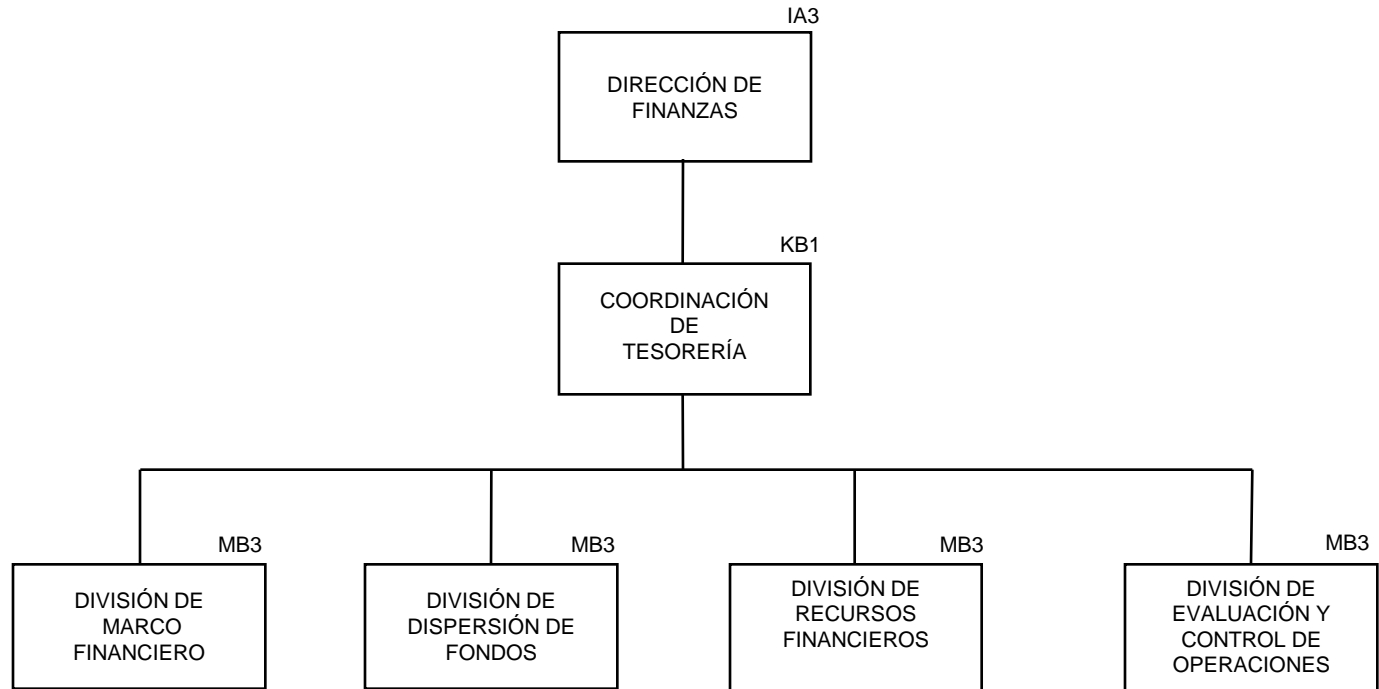 IA3
DIRECCIÓN DE
FINANZAS
KB1
COORDINACIÓN
DE
TESORERÍA
MB3
DIVISIÓN DE
MARCO
FINANCIERO
MB3
DIVISIÓN DE
DISPERSIÓN DE
FONDOS
MB3
DIVISIÓN DE
RECURSOS
FINANCIEROS
MB3
DIVISIÓN DE
EVALUACIÓN Y
CONTROL DE
OPERACIONES